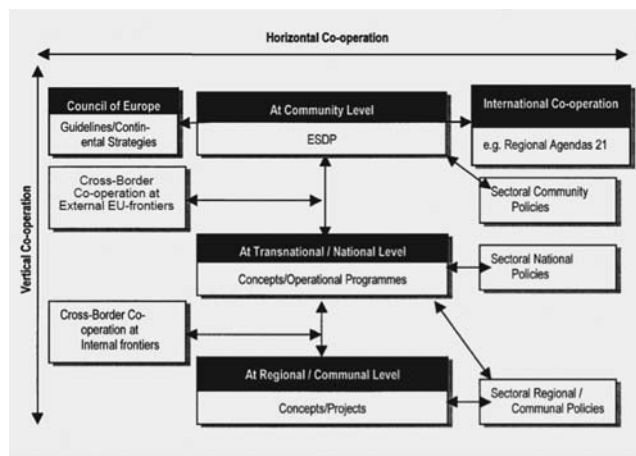 Horizontal Co-operation
Vertical Co-operation
Council of Europe
Guidelines/Contin-
ental Strategies
At Community Level
ESDP
International Co-operation
e.g. Regional Agendas 21
Cross-Border
Co-operation at
External EU-frontiers
Sectoral Community
Policies
At Transnational / National Level
Concepts/Operational Programmes
Sectoral National
Policies
Cross-Border Co-
operation at
Internal frontiers
At Regional / Communal Level
Concepts/Projects
Sectoral Regional /
Communal Policies